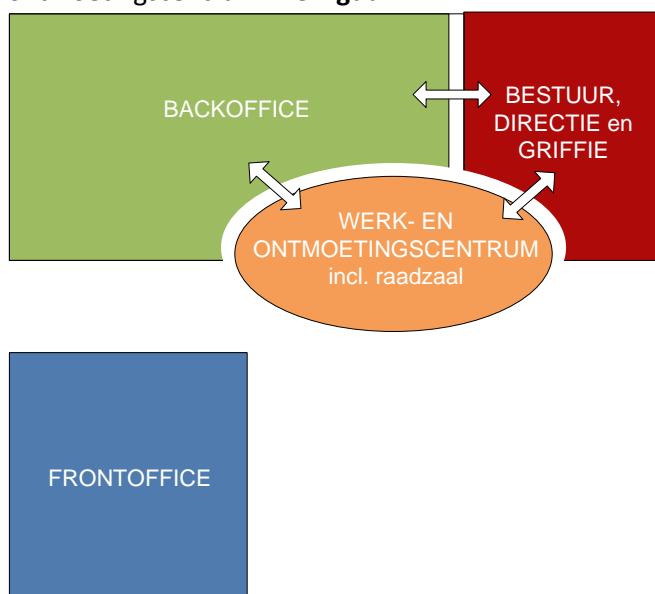 BACKOFFICE
BESTUUR,
DIRECTIE en
GRIFFIE
WERK- EN
ONTMOETINGSCENTRUM
incl. raadzaal
FRONTOFFICE